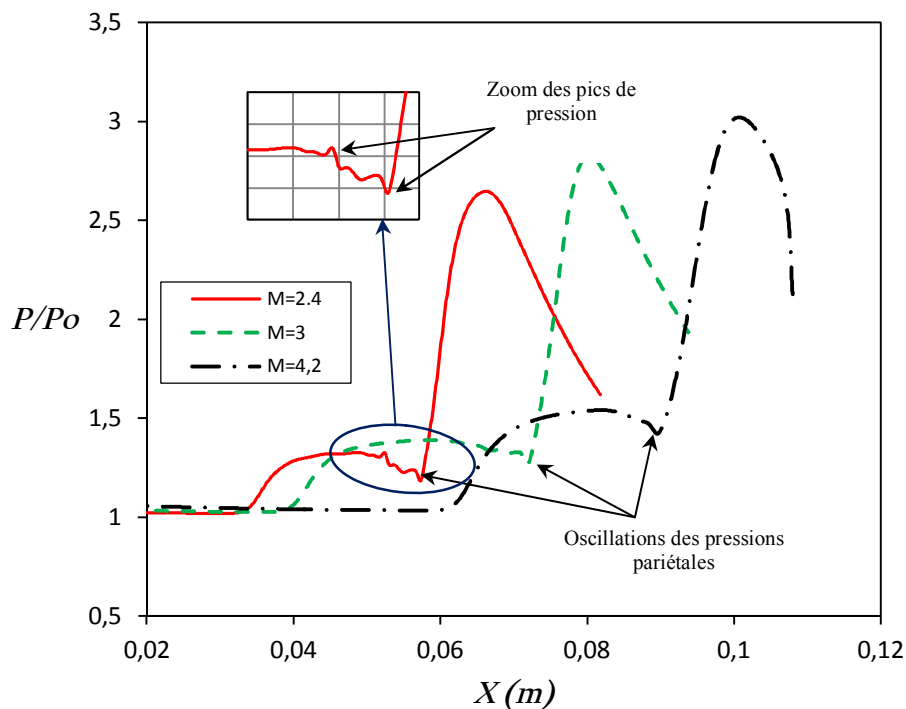 3,5
Zoom des pics de
pression
3
2,5
M=2.4
M=3
M=4,2
P/Po
2
1,5
1
Oscillations des pressions
pariétales
0,5
0,02
0,04
0,06
0,08
0,1
0,12
X (m)